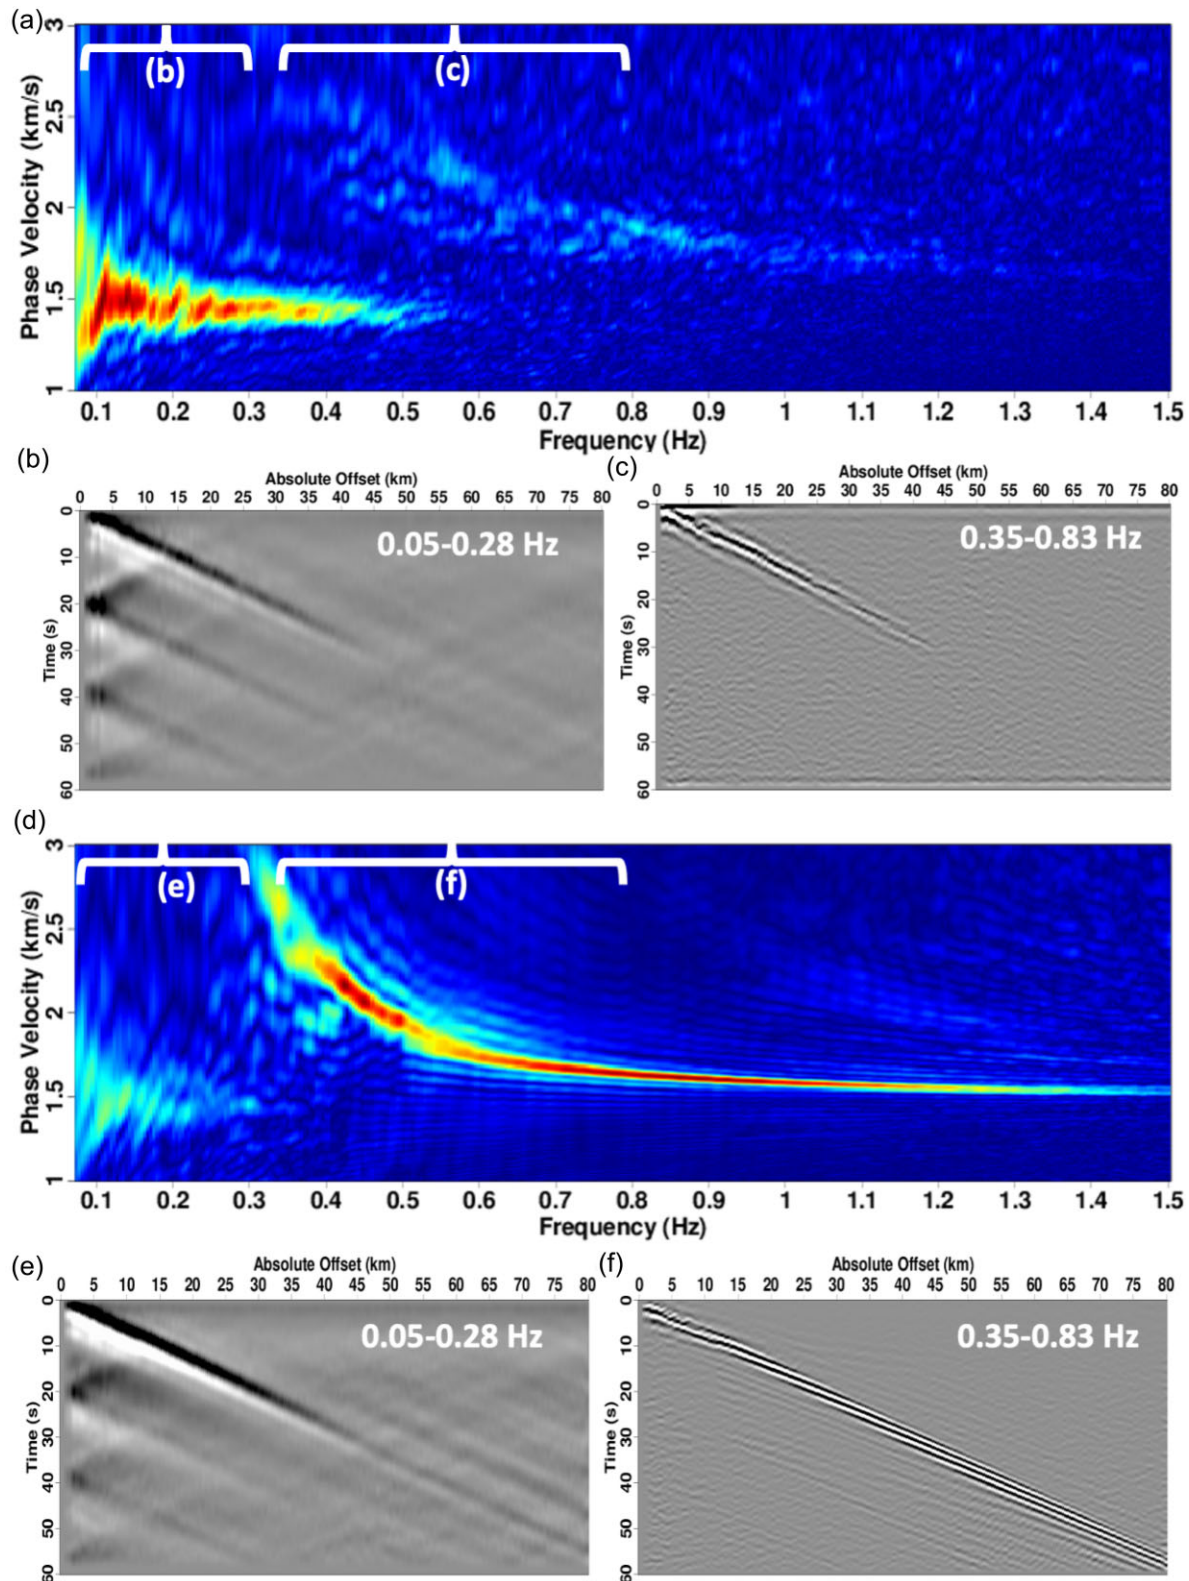 (a)
3
2.5
2
1.5
1
Phase Velocity (km/s)
(b)
(c)
0.1 0.2 0.3 0.4 0.5 0.6 0.7 0.8 0.9 1 1.1 1.2 1.3 1.4 1.5
Frequency (Hz)
(b)
Absolute Offset (km)
0 5 10 15 20 25 30 35 40 45 50 55 60 65 70 75 80
0
10
20
30
40
50
60
Time (s)
0.05-0.28 Hz
(c)
Absolute Offset (km)
0 5 10 15 20 25 30 35 40 45 50 55 60 65 70 75 80
0
10
20
30
40
50
60
Time (s)
0.35-0.83 Hz
(d)
3
2.5
2
1.5
1
Phase Velocity (km/s)
(e)
(f)
0.1 0.2 0.3 0.4 0.5 0.6 0.7 0.8 0.9 1 1.1 1.2 1.3 1.4 1.5
Frequency (Hz)
(e)
Absolute Offset (km)
0 5 10 15 20 25 30 35 40 45 50 55 60 65 70 75 80
0
10
20
30
40
50
60
Time (s)
0.05-0.28 Hz
(f)
Absolute Offset (km)
0 5 10 15 20 25 30 35 40 45 50 55 60 65 70 75 80
0
10
20
30
40
50
60
Time (s)
0.35-0.83 Hz